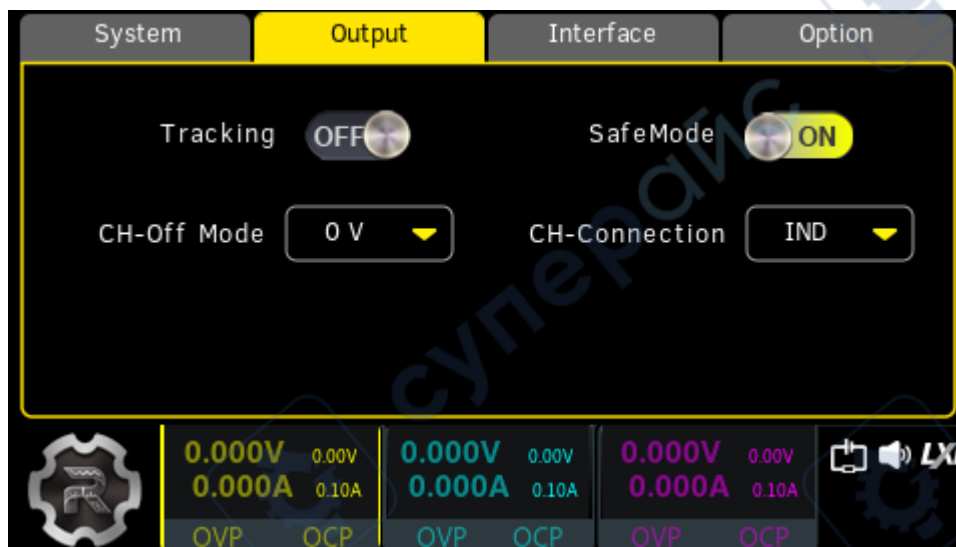 System Output Interface Option
Tracking OFF SafeMode ON
CH-Off Mode 0 V CH-Connection IND
суперайс
0.000V 0.00V 0.000V 0.00V 0.000V 0.00V
0.000A 0.10A 0.000A 0.10A 0.000A 0.10A
OVP OCP OVP OCP OVP OCP
R